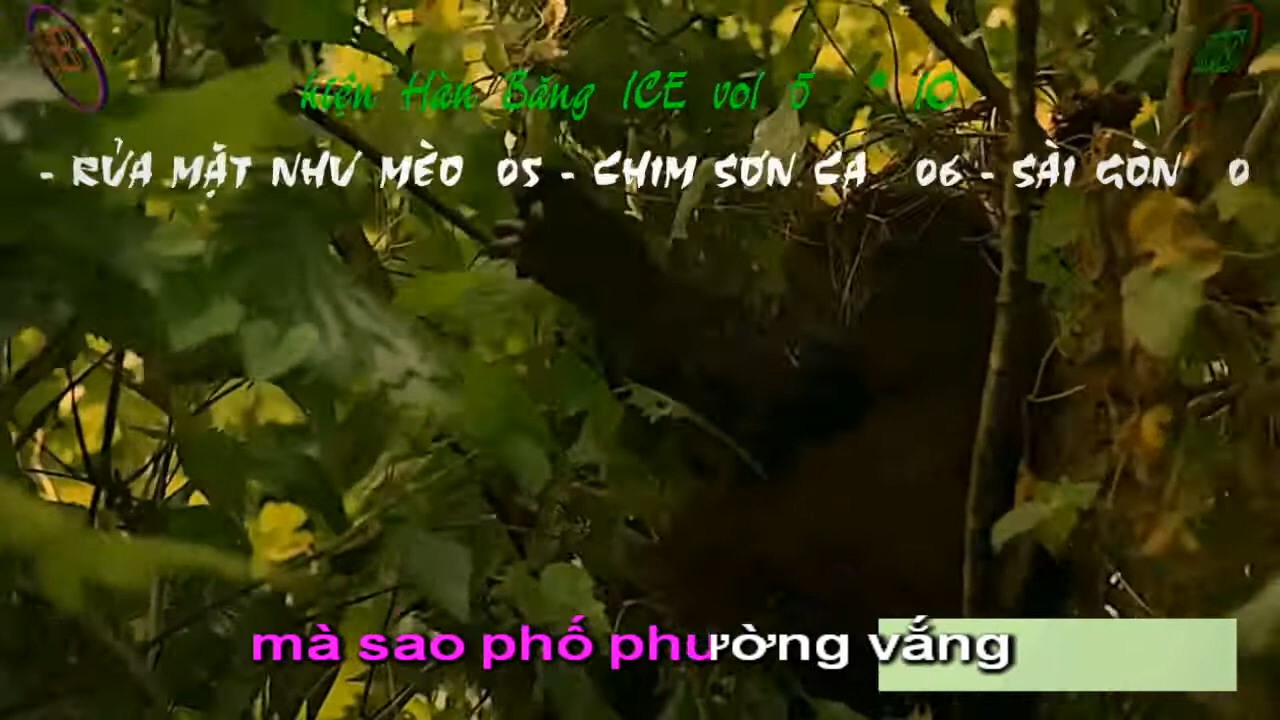 kiện Hàn Băng ICE vol 5 * 10
- RỬA MẶT NHƯ MÈO 05 - CHIM SƠN CA 06 - SÀI GÒN 0
mà sao phố phường vắng